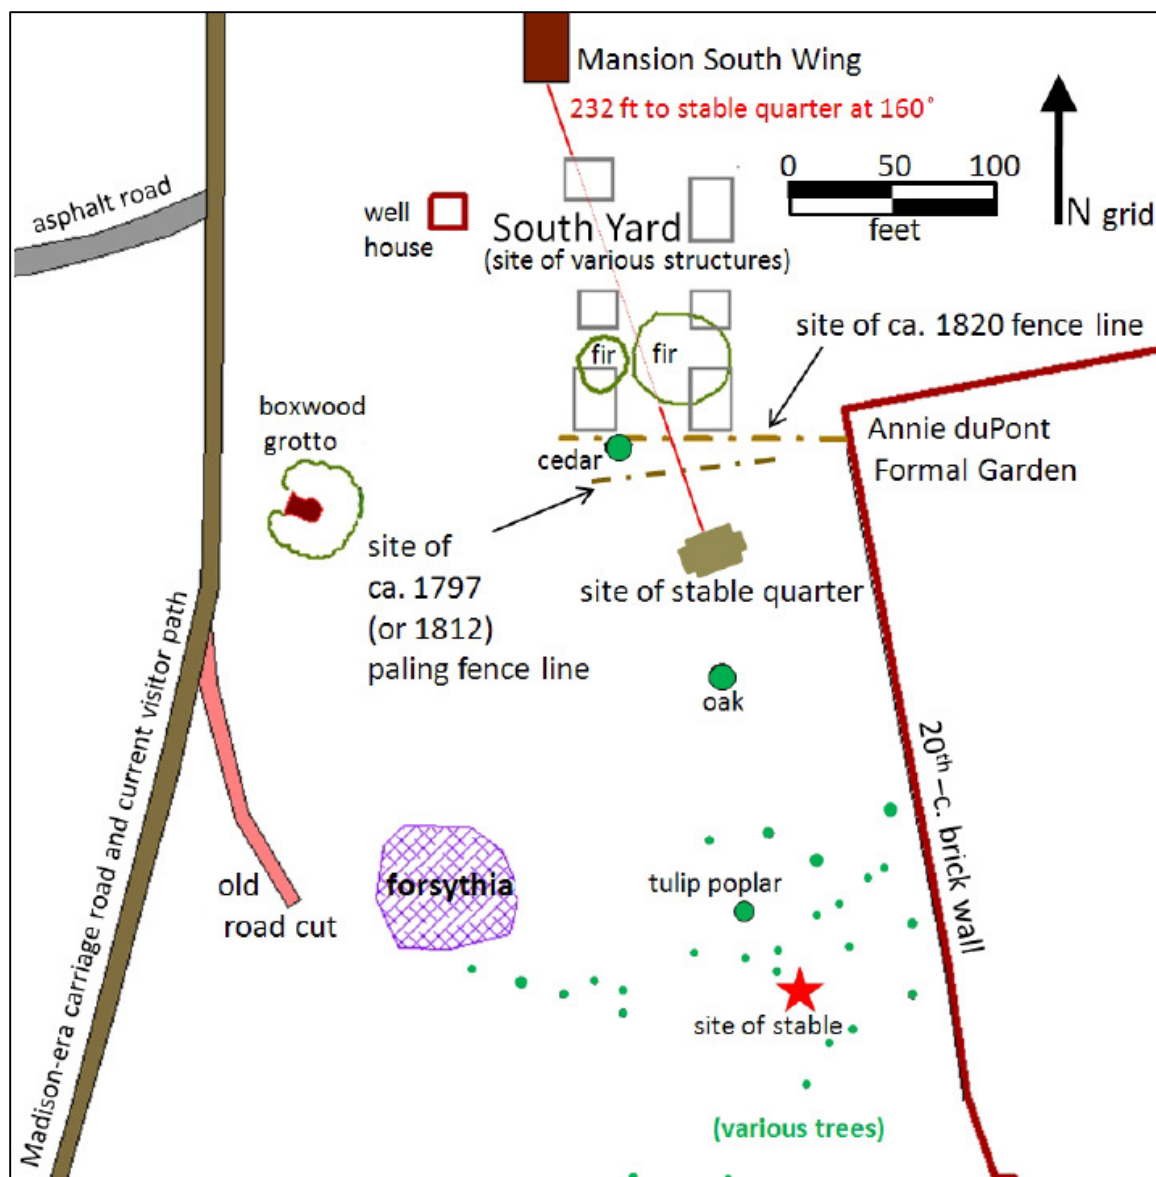 Mansion South Wing
232 ft to stable quarter at 160˚
0 50 100
feet
N grid
asphalt road
well
house
South Yard
(site of various structures)
site of ca. 1820 fence line
fir
fir
boxwood
grotto
Annie duPont
Formal Garden
cedar
site of
ca. 1797
(or 1812)
paling fence line
site of stable quarter
Madison-era carriage road and current visitor path
oak
20th–c. brick wall
old
road cut
forsythia
tulip poplar
site of stable
(various trees)